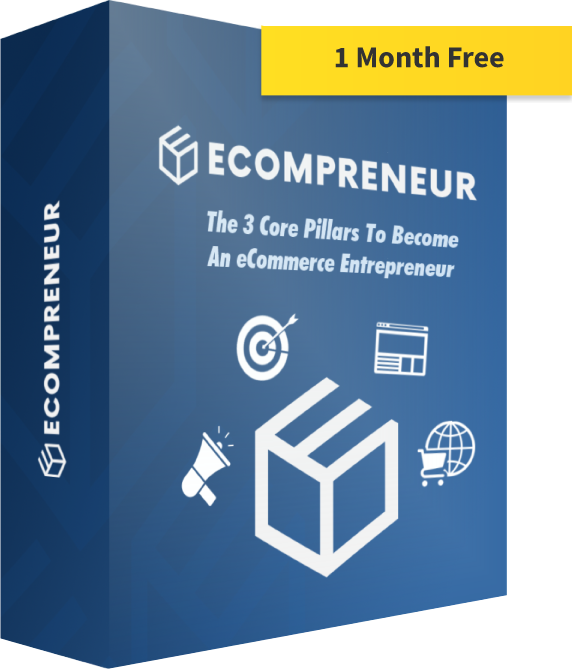 1 Month Free
ECOMPRENEUR
The 3 Core Pillars To Become
An eCommerce Entrepreneur
ECOMPRENEUR